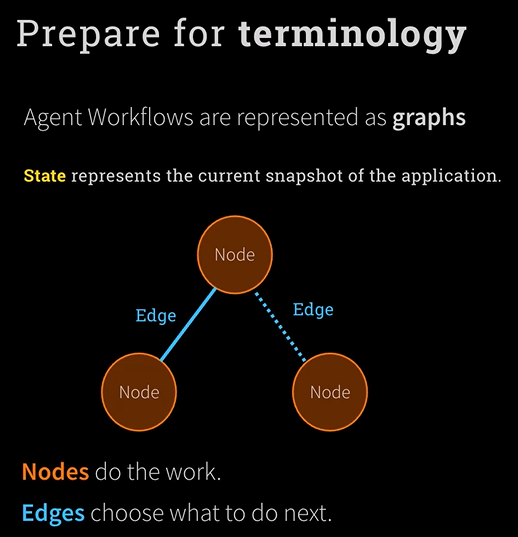 Prepare for terminology
Agent Workflows are represented as graphs
State represents the current snapshot of the application.
Node
Edge
Edge
Node
Node
Nodes do the work.
Edges choose what to do next.